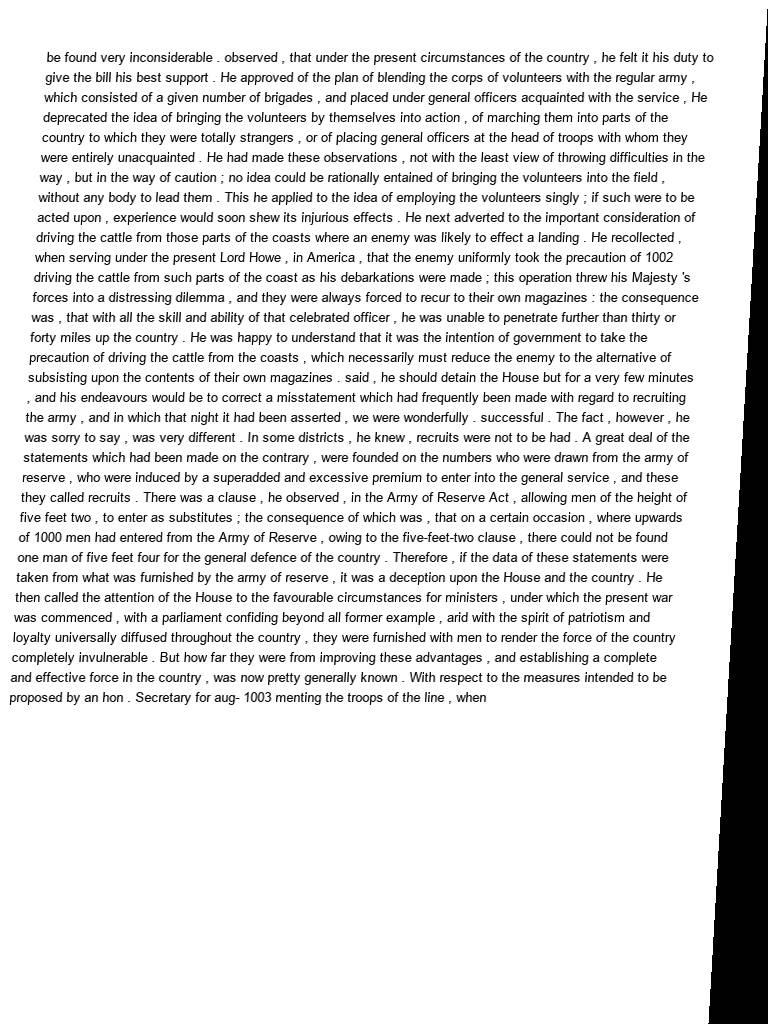 be found very inconsiderable . observed , that under the present circumstances of the country , he felt it his duty to
give the bill his best support . He approved of the plan of blending the corps of volunteers with the regular army ,
which consisted of a given number of brigades , and placed under general officers acquainted with the service , He
deprecated the idea of bringing the volunteers by themselves into action , of marching them into parts of the
country to which they were totally strangers , or of placing general officers at the head of troops with whom they
were entirely unacquainted . He had made these observations , not with the least view of throwing difficulties in the
way , but in the way of caution ; no idea could be rationally entained of bringing the volunteers into the field ,
without any body to lead them . This he applied to the idea of employing the volunteers singly ; if such were to be
acted upon , experience would soon shew its injurious effects . He next adverted to the important consideration of
driving the cattle from those parts of the coasts where an enemy was likely to effect a landing . He recollected ,
when serving under the present Lord Howe , in America , that the enemy uniformly took the precaution of 1002
driving the cattle from such parts of the coast as his debarkations were made ; this operation threw his Majesty 's
forces into a distressing dilemma , and they were always forced to recur to their own magazines : the consequence
was , that with all the skill and ability of that celebrated officer , he was unable to penetrate further than thirty or
forty miles up the country . He was happy to understand that it was the intention of government to take the
precaution of driving the cattle from the coasts , which necessarily must reduce the enemy to the alternative of
subsisting upon the contents of their own magazines . said , he should detain the House but for a very few minutes
, and his endeavours would be to correct a misstatement which had frequently been made with regard to recruiting
the army , and in which that night it had been asserted , we were wonderfully . successful . The fact , however , he
was sorry to say , was very different . In some districts , he knew , recruits were not to be had . A great deal of the
statements which had been made on the contrary , were founded on the numbers who were drawn from the army of
reserve , who were induced by a superadded and excessive premium to enter into the general service , and these
they called recruits . There was a clause , he observed , in the Army of Reserve Act , allowing men of the height of
five feet two , to enter as substitutes ; the consequence of which was , that on a certain occasion , where upwards
of 1000 men had entered from the Army of Reserve , owing to the five-feet-two clause , there could not be found
one man of five feet four for the general defence of the country . Therefore , if the data of these statements were
taken from what was furnished by the army of reserve , it was a deception upon the House and the country . He
then called the attention of the House to the favourable circumstances for ministers , under which the present war
was commenced , with a parliament confiding beyond all former example , arid with the spirit of patriotism and
loyalty universally diffused throughout the country , they were furnished with men to render the force of the country
completely invulnerable . But how far they were from improving these advantages , and establishing a complete
and effective force in the country , was now pretty generally known . With respect to the measures intended to be
proposed by an hon . Secretary for aug- 1003 menting the troops of the line , when